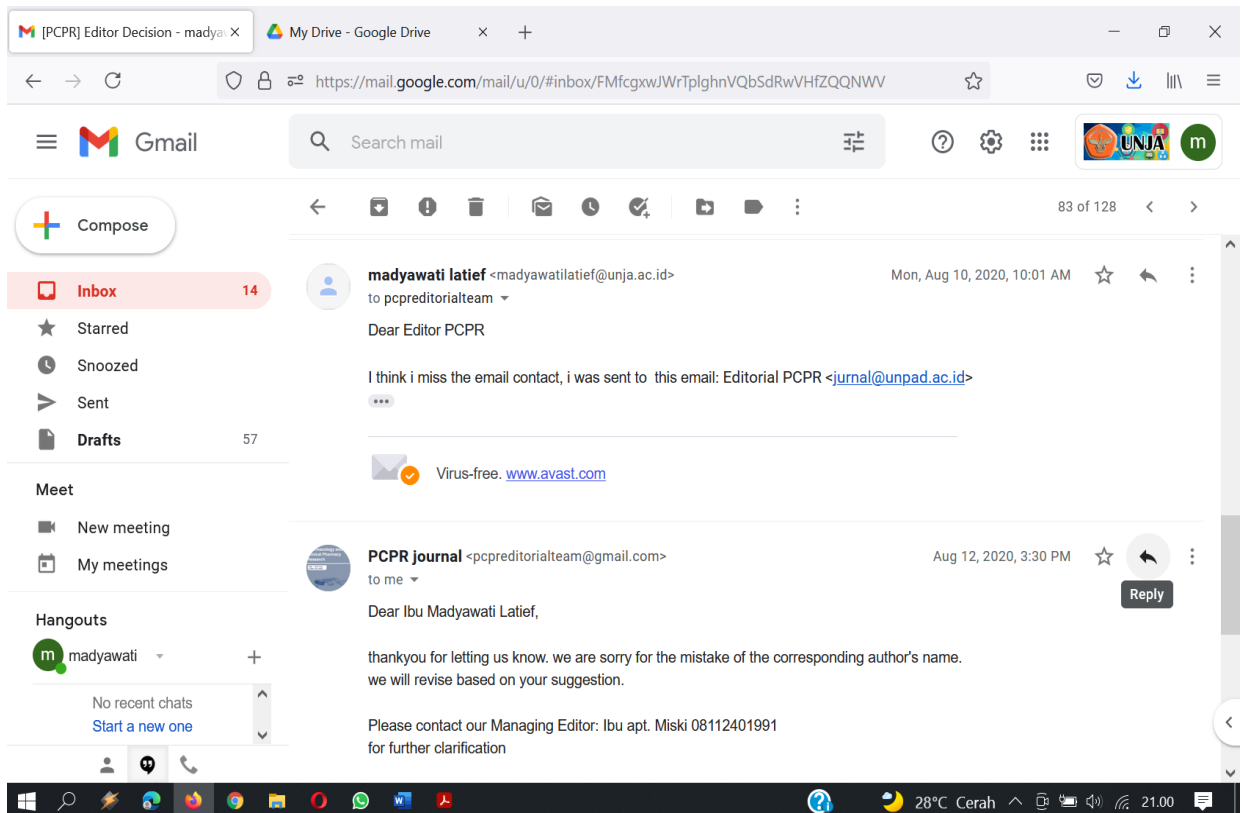 [PCPR] Editor Decision - madya
My Drive - Google Drive
https://mail.google.com/mail/u/0/#inbox/FMfcgxwJWrTplghnVQbSdRwVHfZQQNWV
Gmail
Search mail
UNJA
m
Compose
83 of 128
Inbox 14
Starred
Snoozed
Sent
Drafts 57
Meet
New meeting
My meetings
Hangouts
m madyawati
No recent chats
Start a new one
madyawati latief <madyawatilatief@unja.ac.id> Mon, Aug 10, 2020, 10:01 AM
to pcpreditorialteam
Dear Editor PCPR
I think i miss the email contact, i was sent to this email: Editorial PCPR <jurnal@unpad.ac.id>
Virus-free. www.avast.com
PCPR journal <pcpreditorialteam@gmail.com> Aug 12, 2020, 3:30 PM
to me
Reply
Dear Ibu Madyawati Latief,
thankyou for letting us know. we are sorry for the mistake of the corresponding author's name.
we will revise based on your suggestion.
Please contact our Managing Editor: Ibu apt. Miski 08112401991
for further clarification
28°C Cerah 21.00